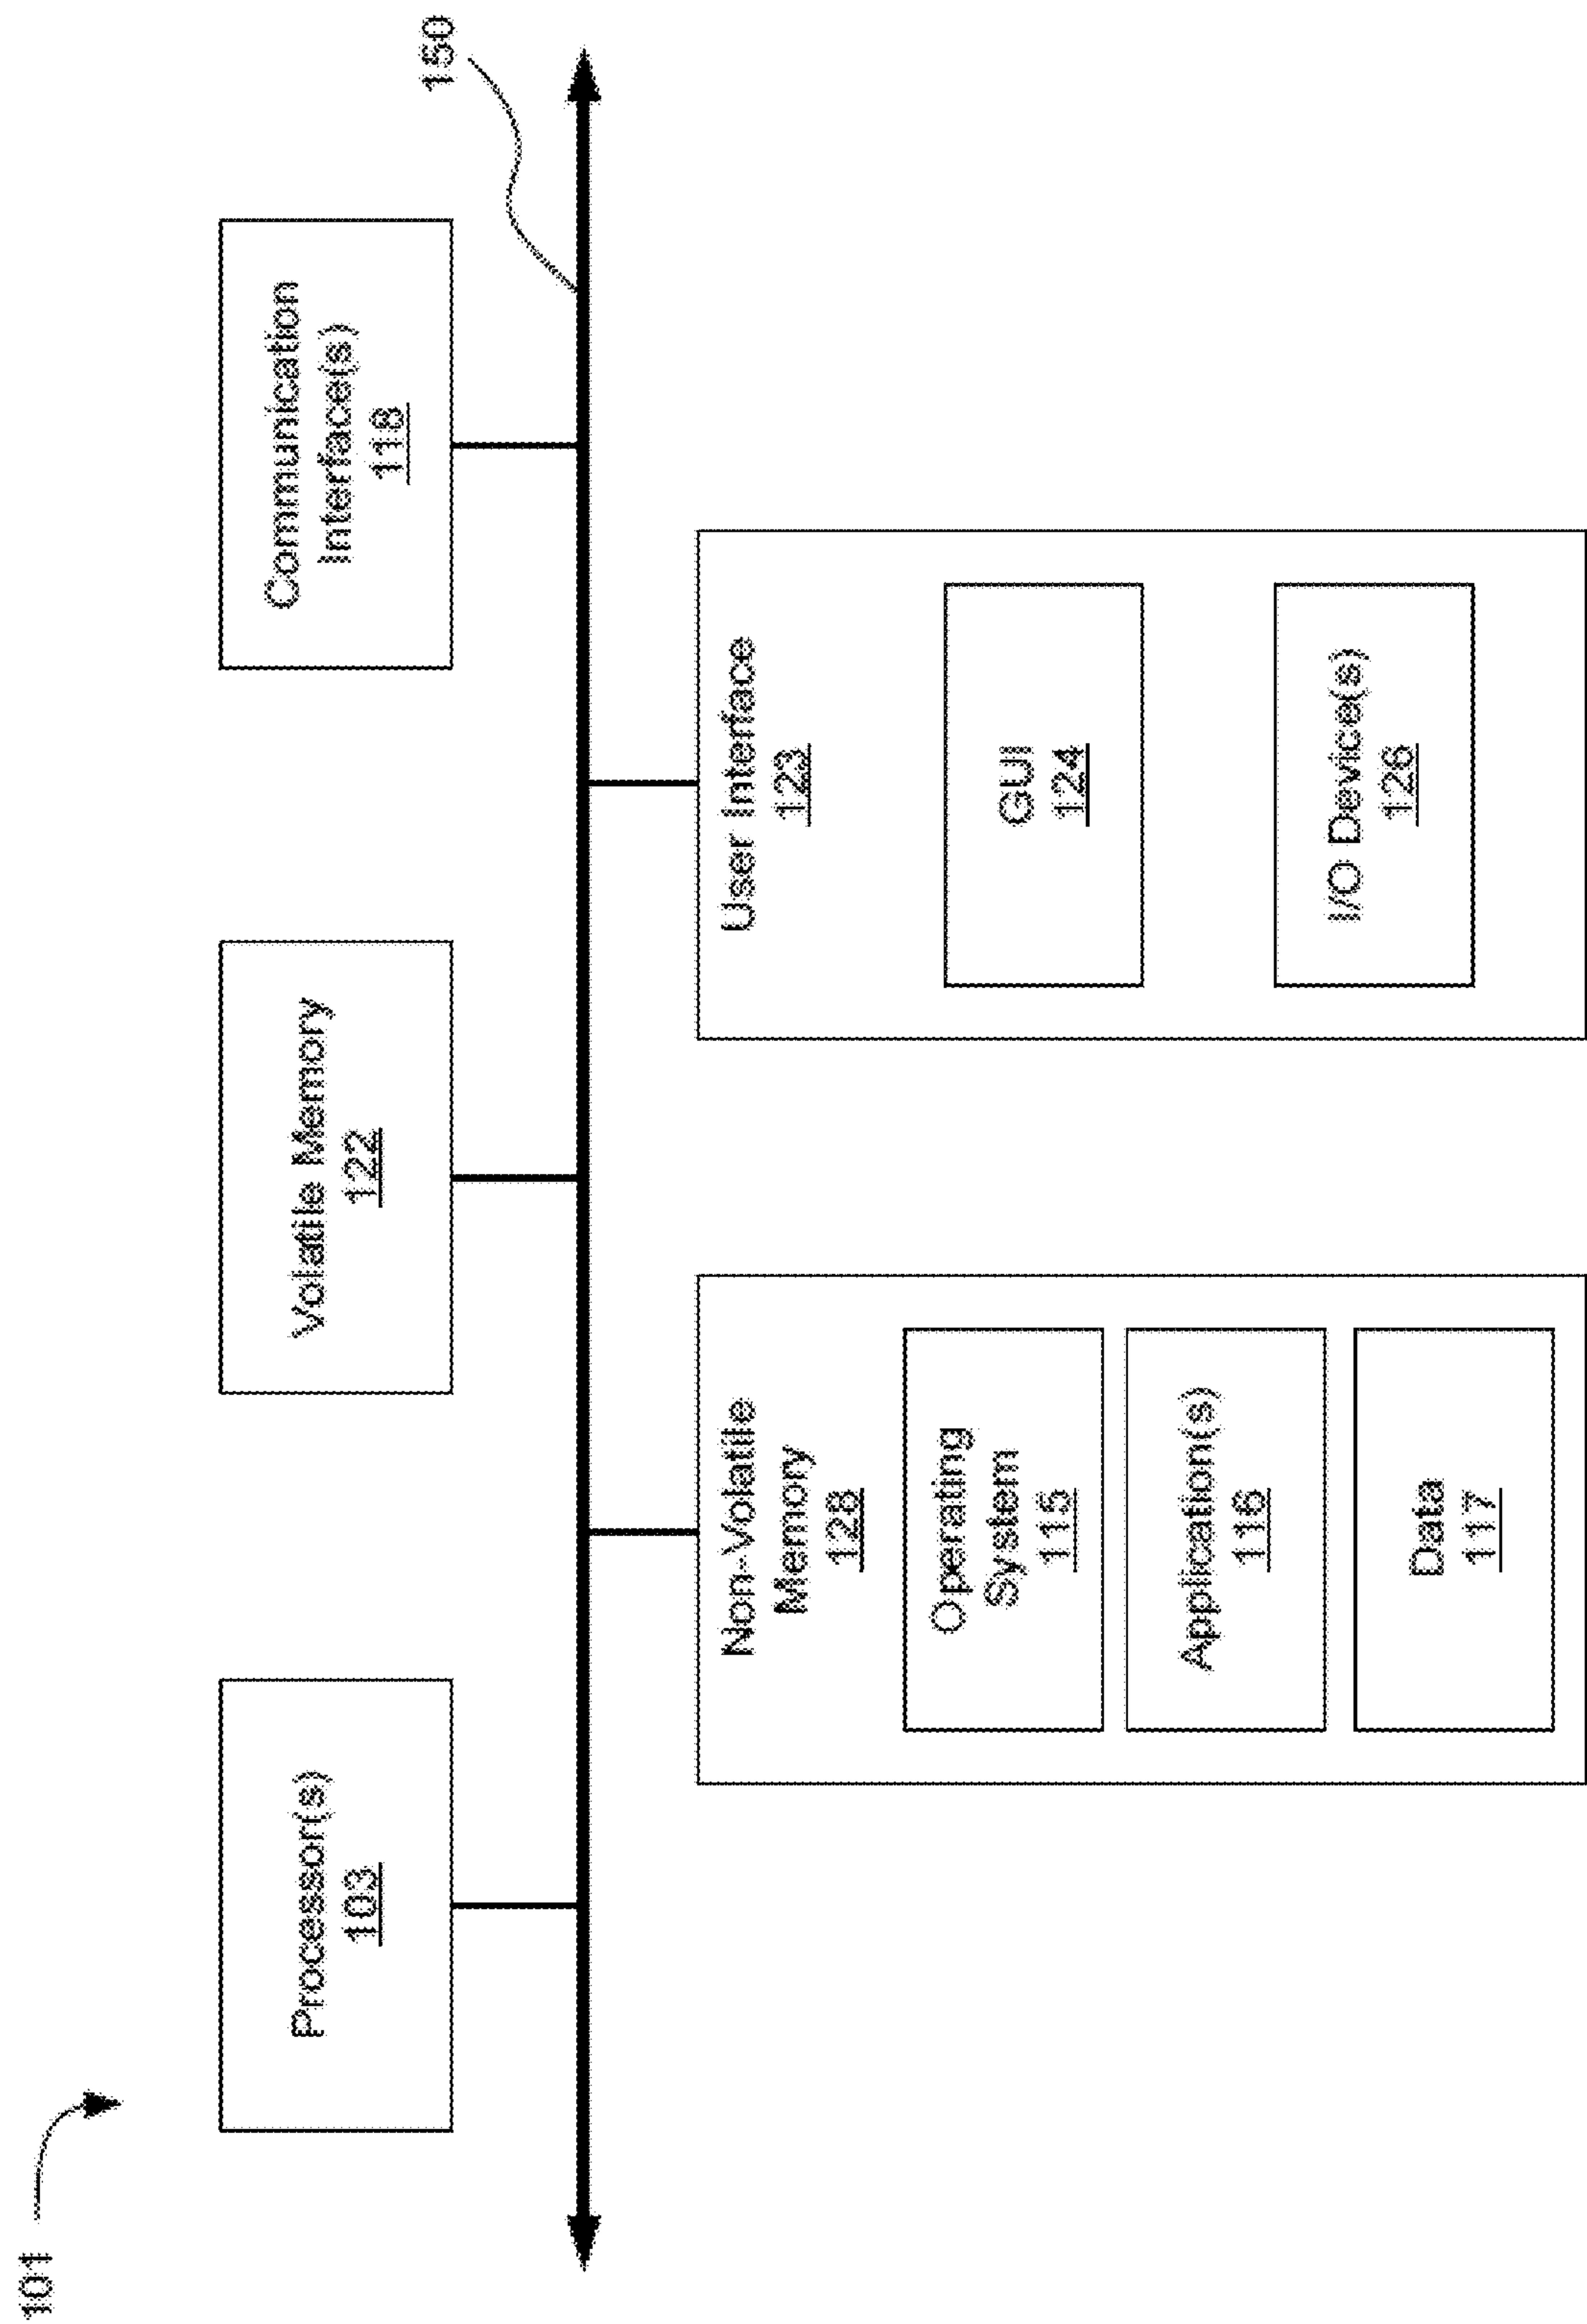 101
150
Processor(s)
103
Volatile Memory
122
Communication
Interface(s)
118
Non-Volatile
Memory
128
Operating
System
115
Application(s)
116
Data
117
User Interface
123
GUI
124
I/O Device(s)
126